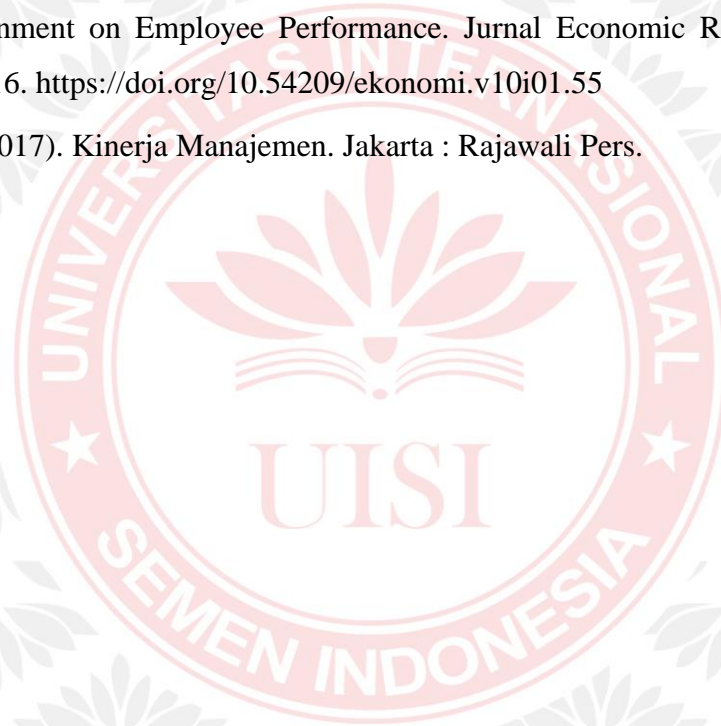 nment on Employee Performance. Jurnal Economic R
6. https://doi.org/10.54209/ekonomi.v10i01.55
017). Kinerja Manajemen. Jakarta : Rajawali Pers.
UNIVERSITAS INTERNASIONAL
UISI
SEMEN INDONESIA